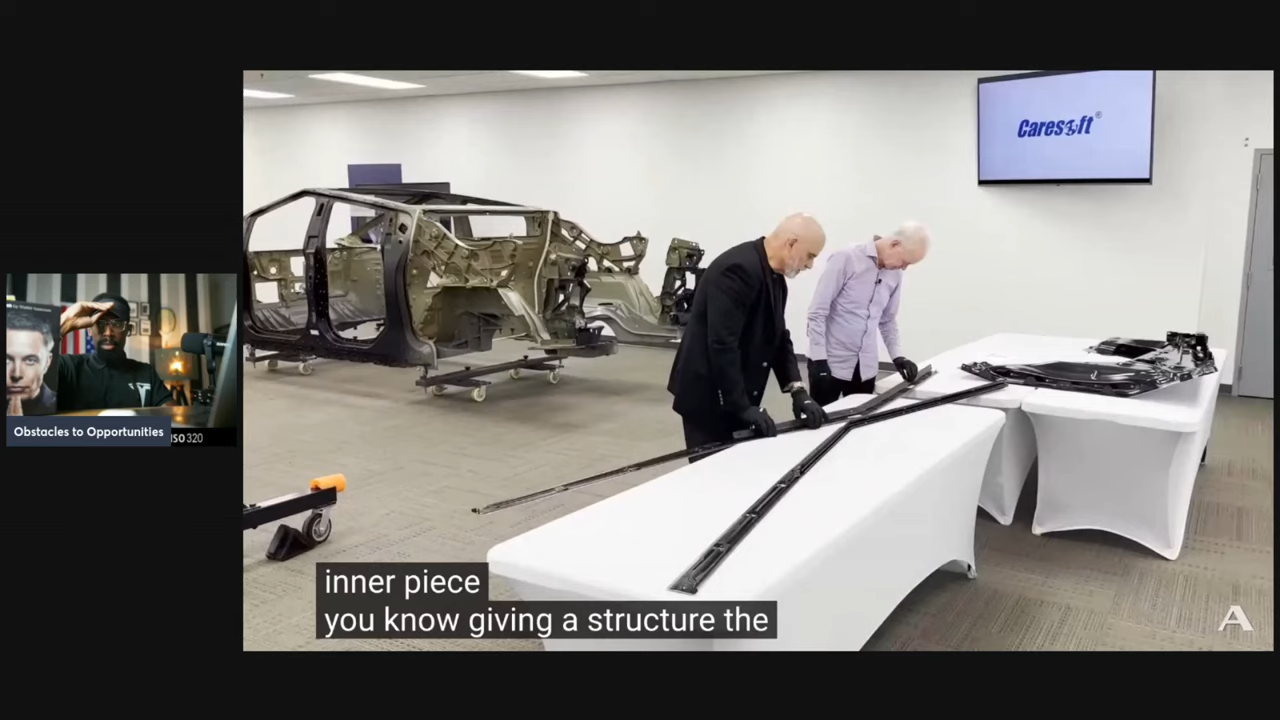 Caresoft®
Obstacles to Opportunities
ISO 320
inner piece
you know giving a structure the
A